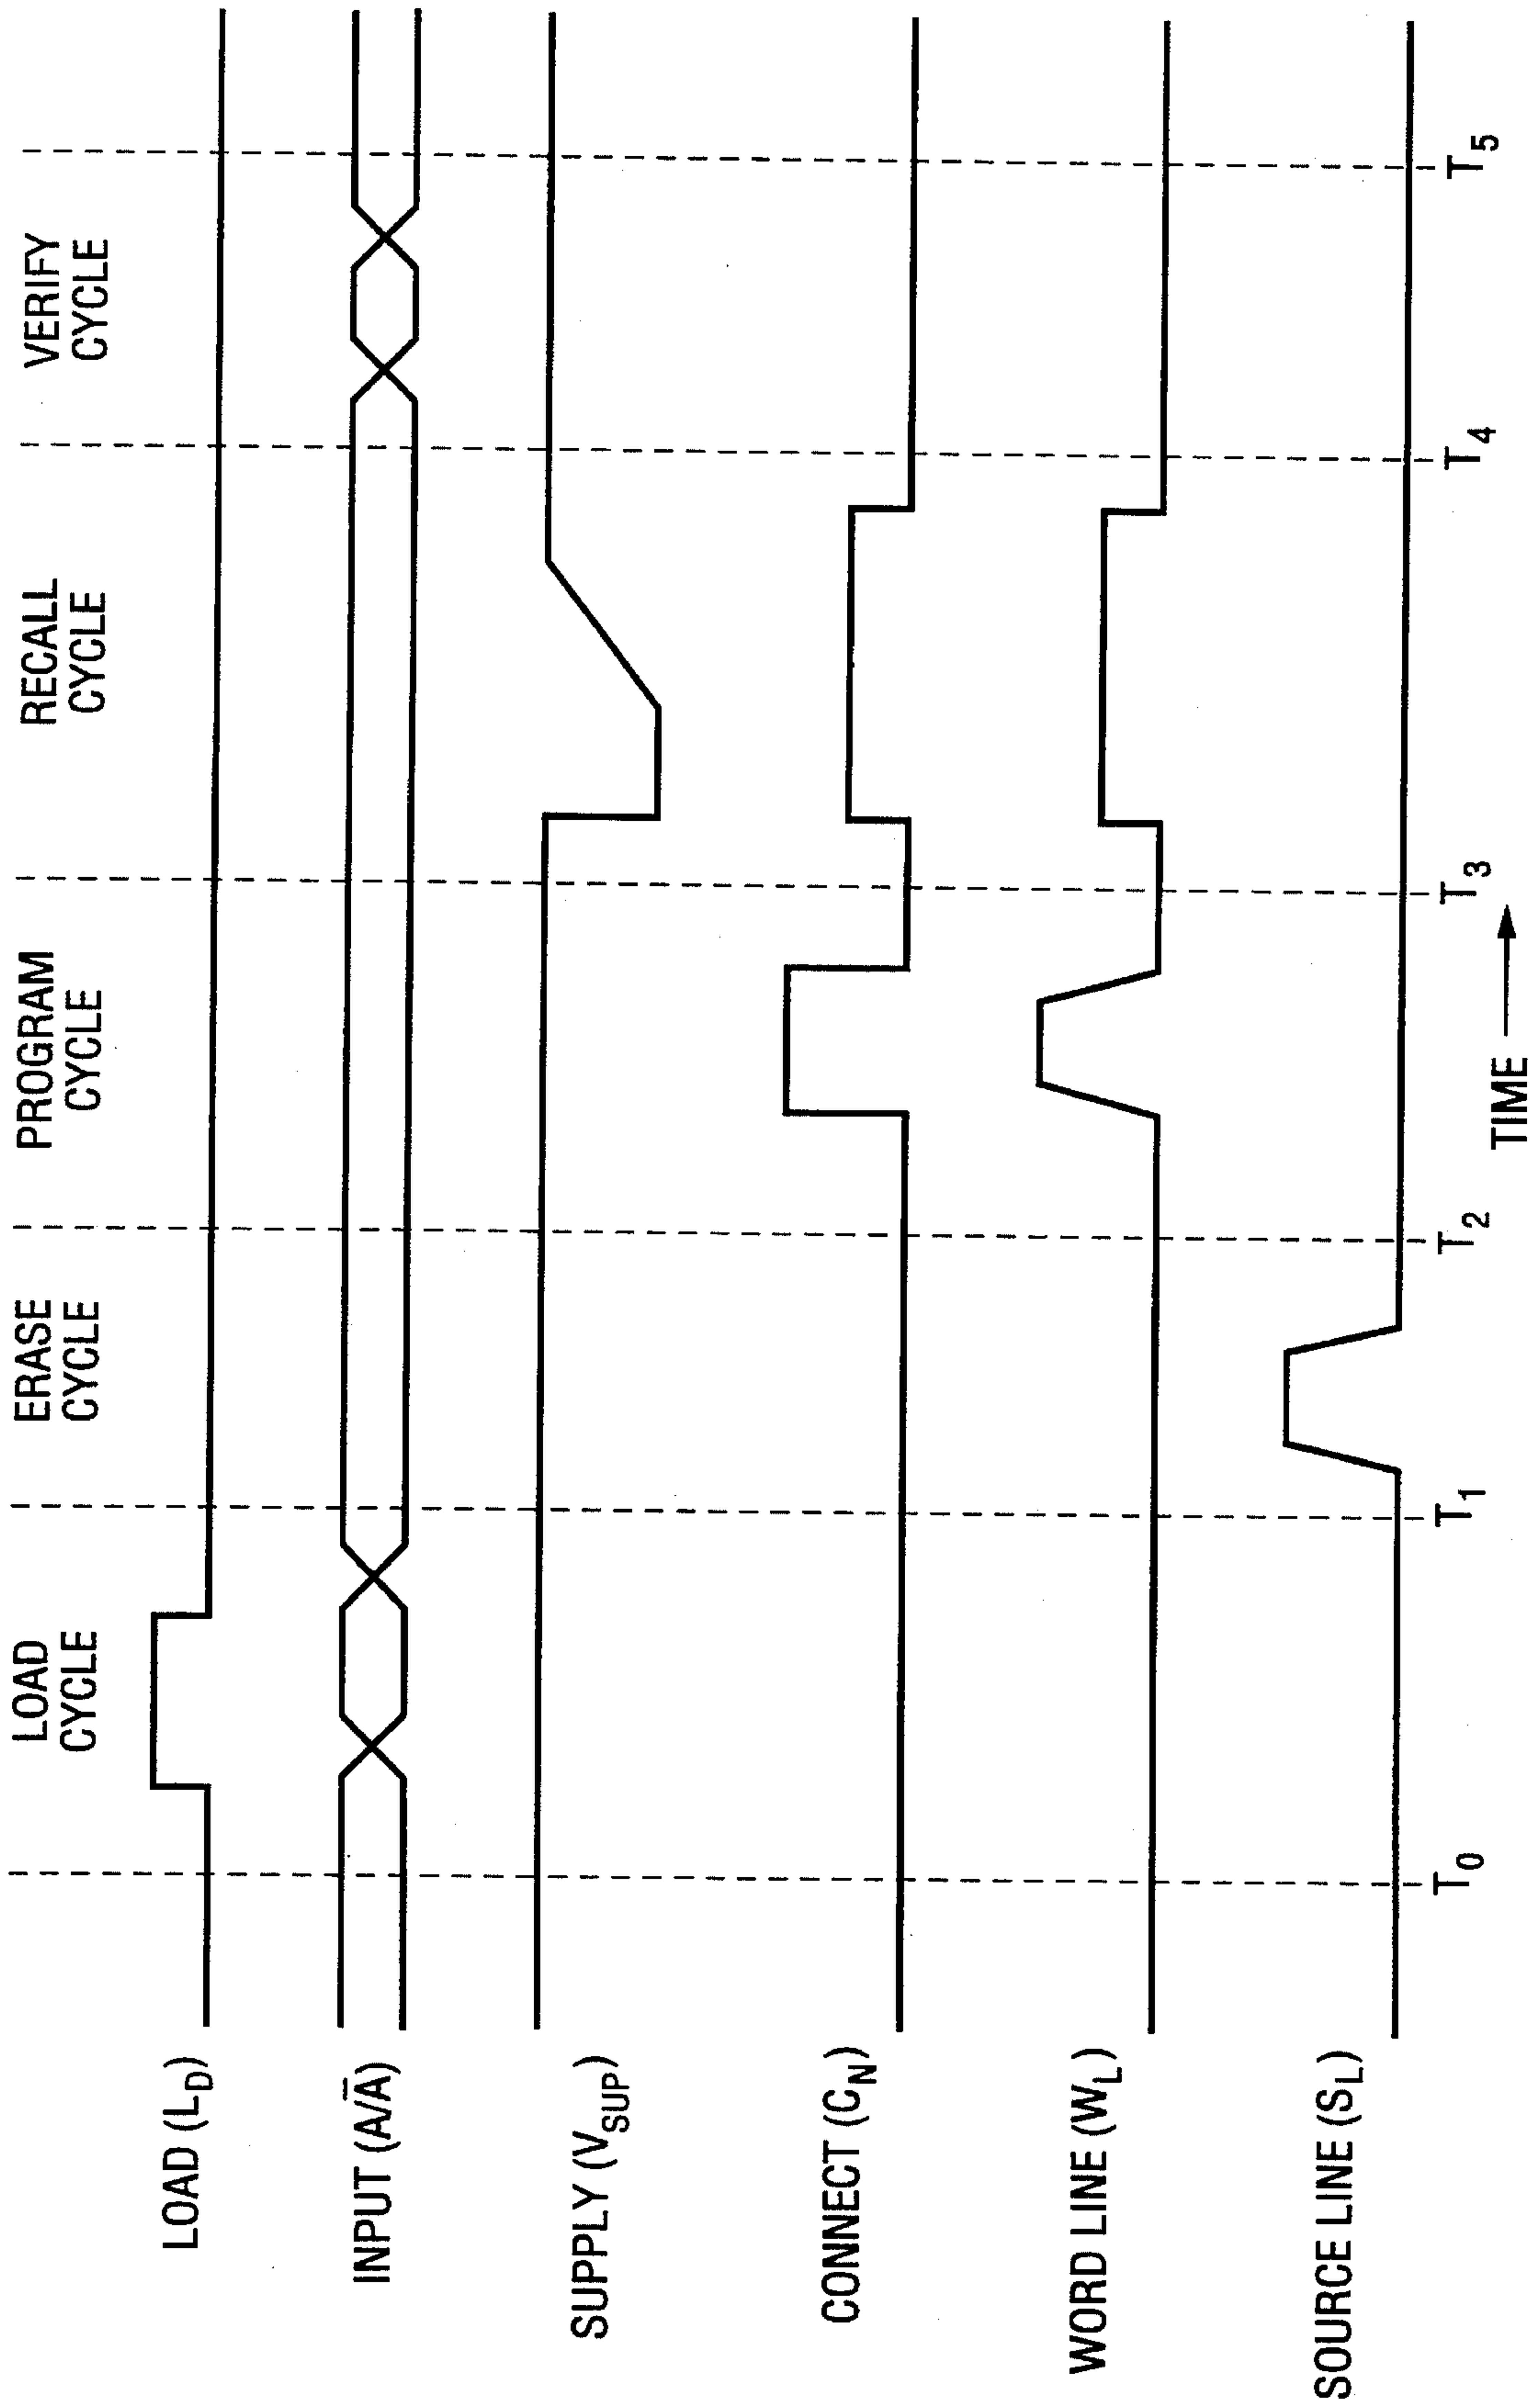 LOAD
CYCLE
ERASE
CYCLE
PROGRAM
CYCLE
RECALL
CYCLE
VERIFY
CYCLE
LOAD (L_D)
INPUT (A/A̅)
SUPPLY (V_SUP)
CONNECT (C_N)
WORD LINE (W_L)
SOURCE LINE (S_L)
T_0
T_1
T_2
T_3
T_4
T_5
TIME